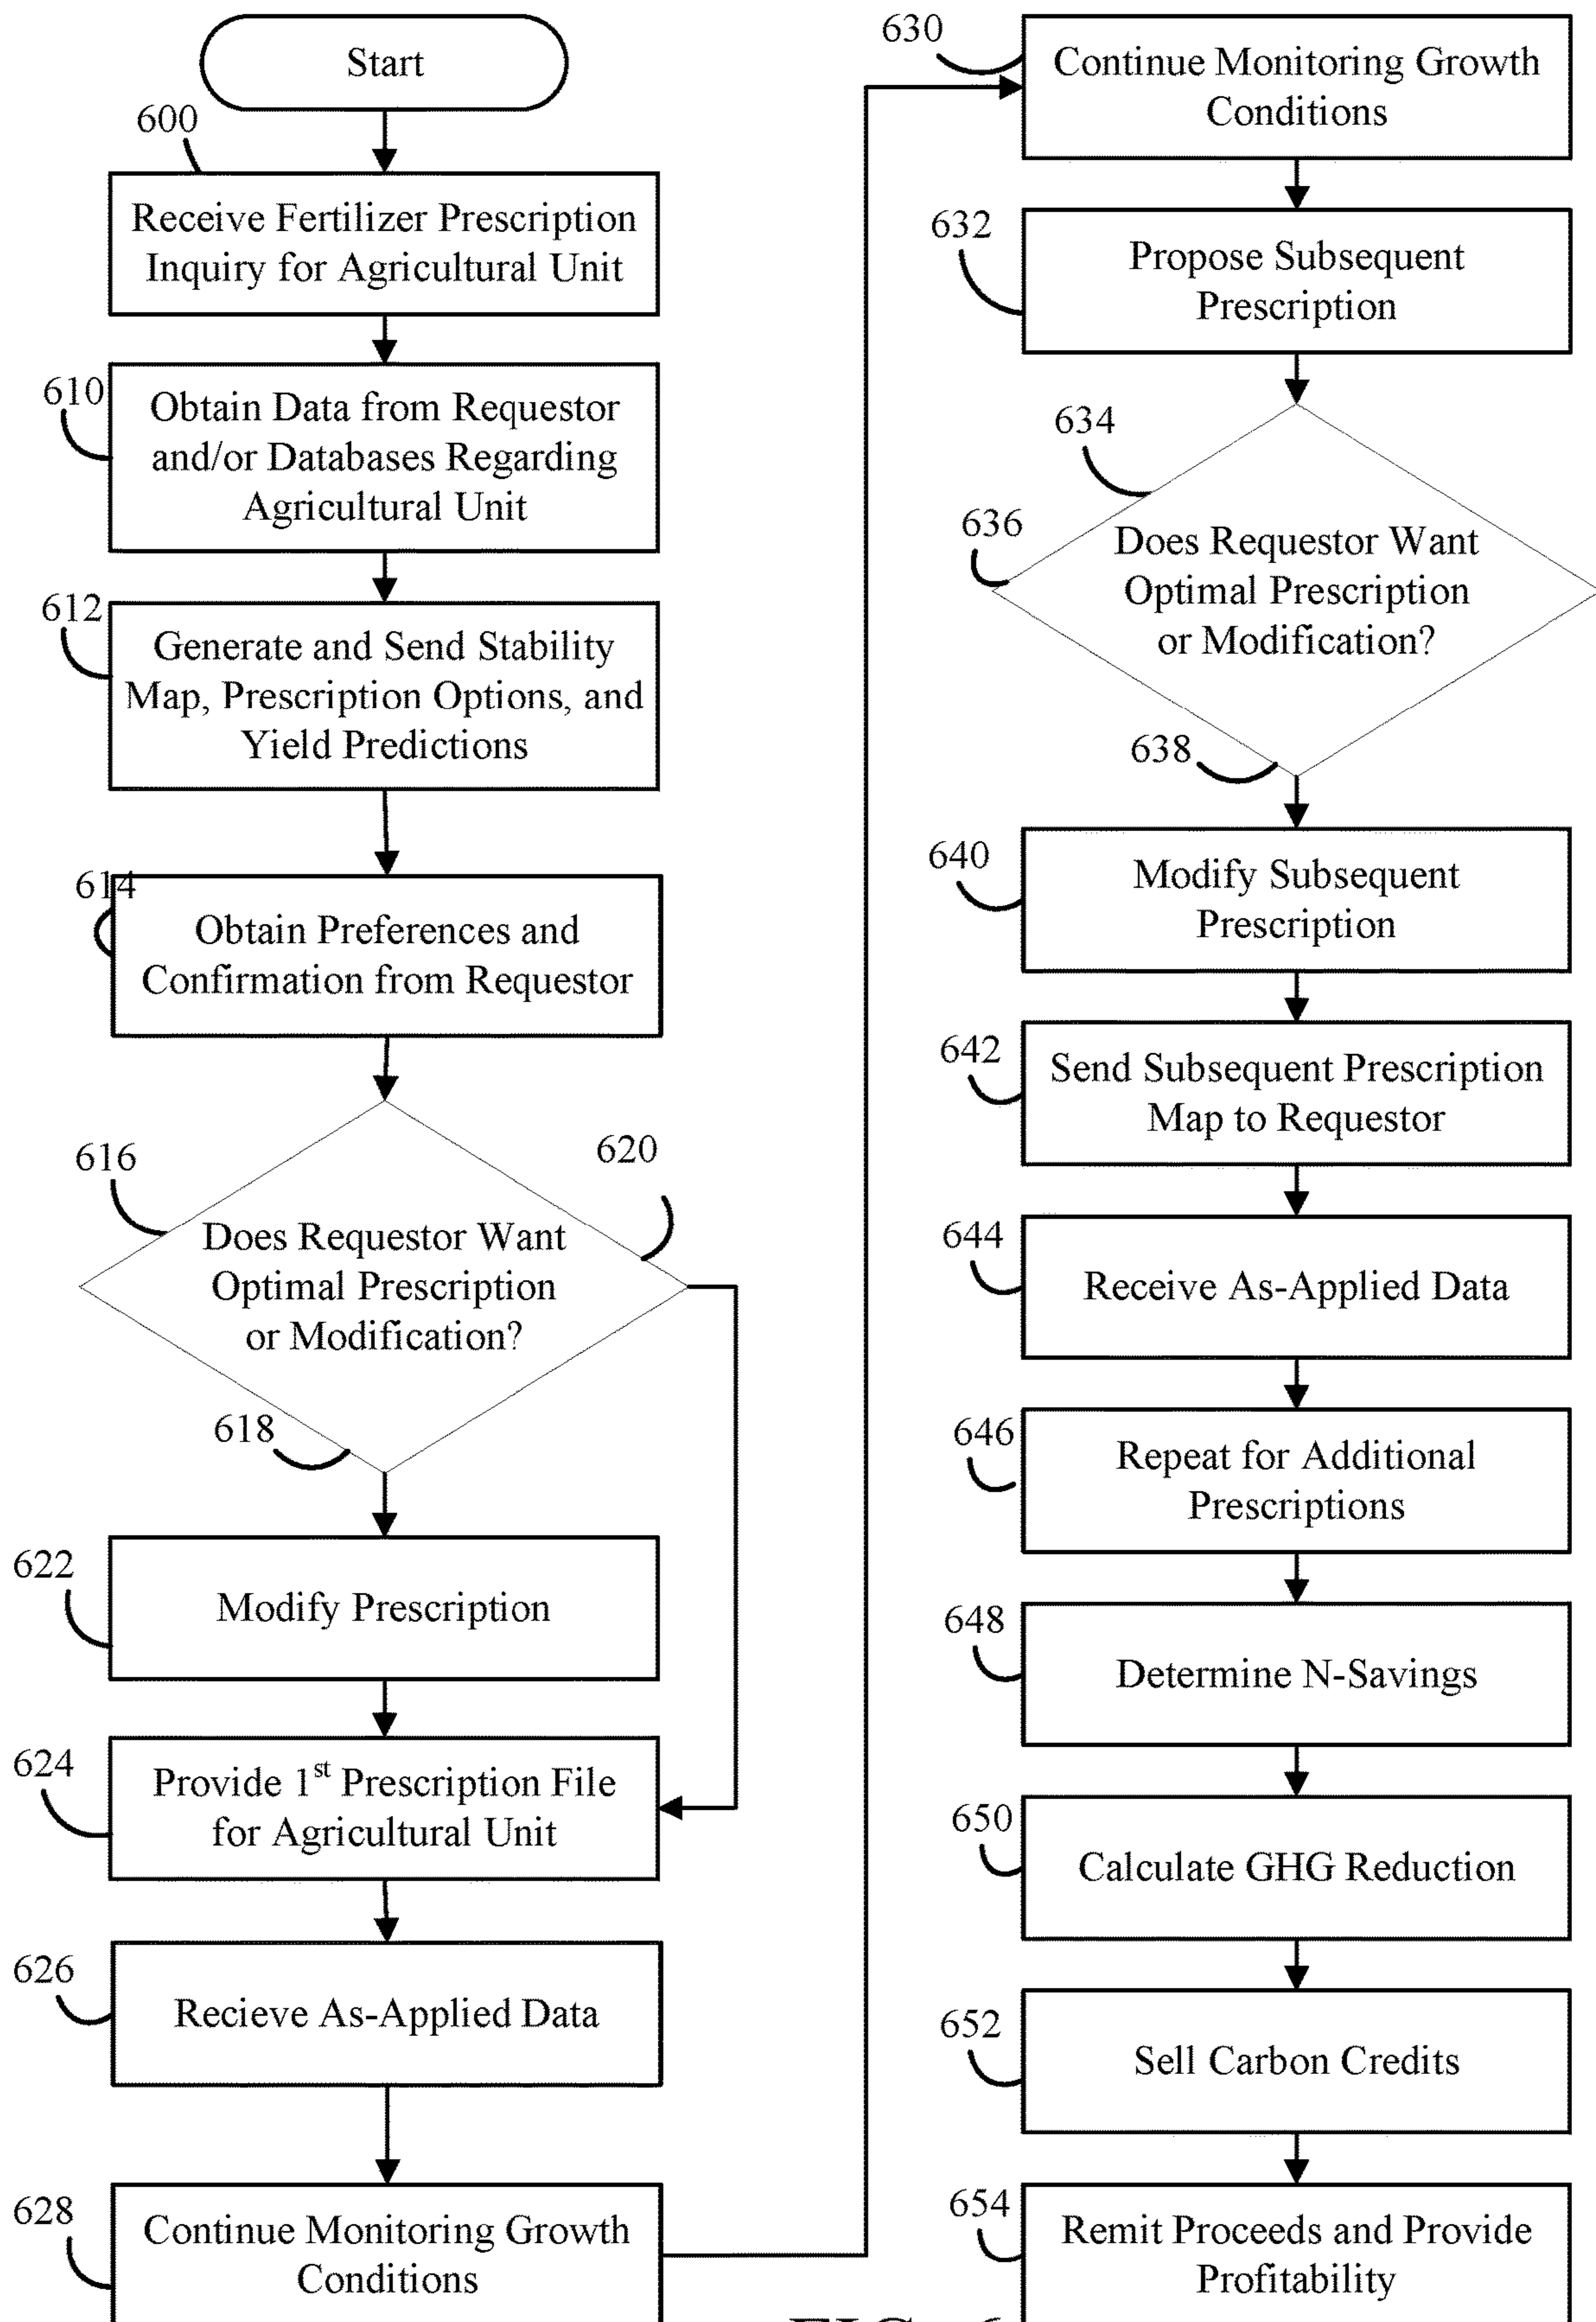 Start
600
Receive Fertilizer Prescription
Inquiry for Agricultural Unit
610
Obtain Data from Requestor
and/or Databases Regarding
Agricultural Unit
612
Generate and Send Stability
Map, Prescription Options, and
Yield Predictions
614
Obtain Preferences and
Confirmation from Requestor
616
620
Does Requestor Want
Optimal Prescription
or Modification?
618
622
Modify Prescription
624
Provide 1st Prescription File
for Agricultural Unit
626
Recieve As-Applied Data
628
Continue Monitoring Growth
Conditions
630
Continue Monitoring Growth
Conditions
632
Propose Subsequent
Prescription
634
636
Does Requestor Want
Optimal Prescription
or Modification?
638
640
Modify Subsequent
Prescription
642
Send Subsequent Prescription
Map to Requestor
644
Receive As-Applied Data
646
Repeat for Additional
Prescriptions
648
Determine N-Savings
650
Calculate GHG Reduction
652
Sell Carbon Credits
654
Remit Proceeds and Provide
Profitability